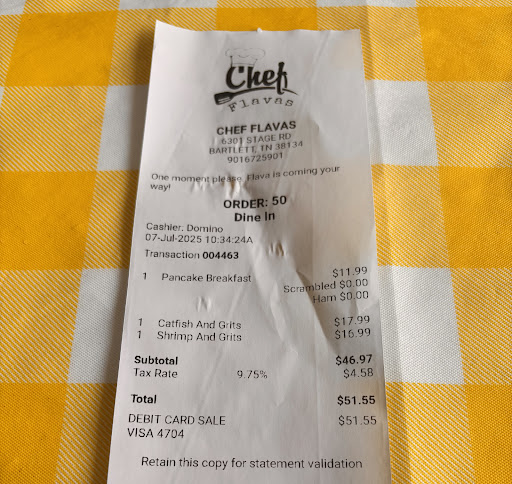 Chef
Flavas
CHEF FLAVAS
6301 STAGE RD
BARTLETT, TN 38134
9016725901
One moment please, Flava is coming your
way!
ORDER: 50
Dine In
Cashier: Domino
07-Jul-2025 10:34:24A
Transaction 004463
1 Pancake Breakfast $11.99
Scrambled $0.00
Ham $0.00
1 Catfish And Grits $17.99
1 Shrimp And Grits $16.99
Subtotal $46.97
Tax Rate 9.75% $4.58
Total $51.55
DEBIT CARD SALE $51.55
VISA 4704
Retain this copy for statement validation